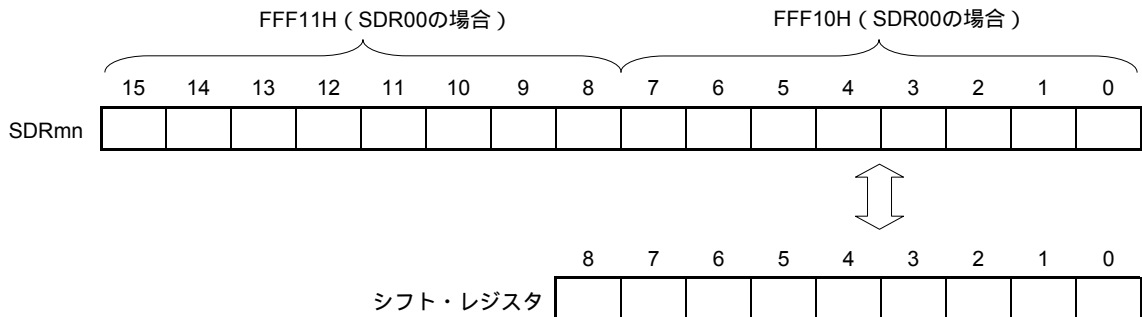 FFF11H（SDR00の場合） FFF10H（SDR00の場合）
15 14 13 12 11 10 9 8 7 6 5 4 3 2 1 0
SDRmn
8 7 6 5 4 3 2 1 0
シフト・レジスタ